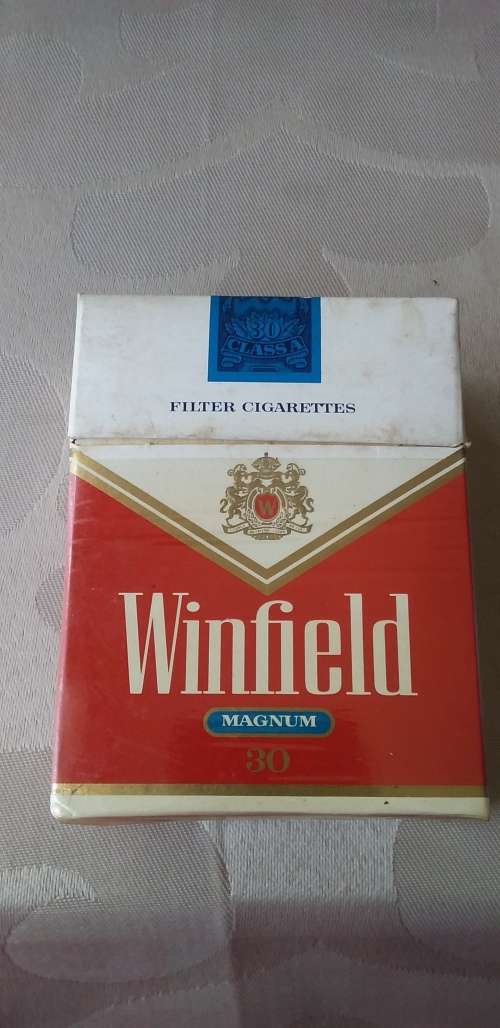 30
CLASS A
FILTER CIGARETTES
W
Winfield
MAGNUM
30